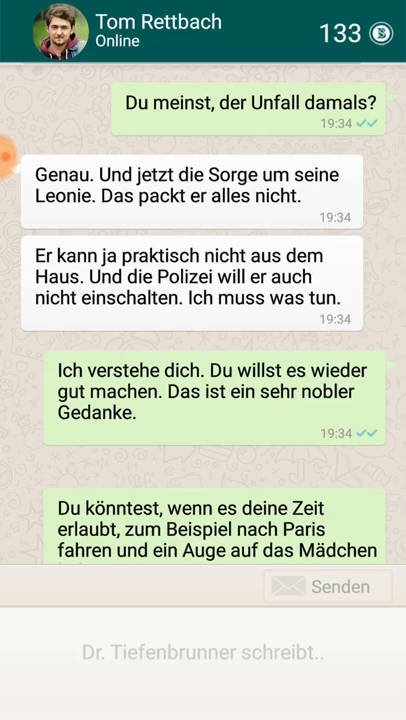 Tom Rettbach
Online
133
Du meinst, der Unfall damals?
19:34
Genau. Und jetzt die Sorge um seine
Leonie. Das packt er alles nicht.
19:34
Er kann ja praktisch nicht aus dem
Haus. Und die Polizei will er auch
nicht einschalten. Ich muss was tun.
19:34
Ich verstehe dich. Du willst es wieder
gut machen. Das ist ein sehr nobler
Gedanke.
19:34
Du könntest, wenn es deine Zeit
erlaubt, zum Beispiel nach Paris
fahren und ein Auge auf das Mädchen
Senden
Dr. Tiefenbrunner schreibt..